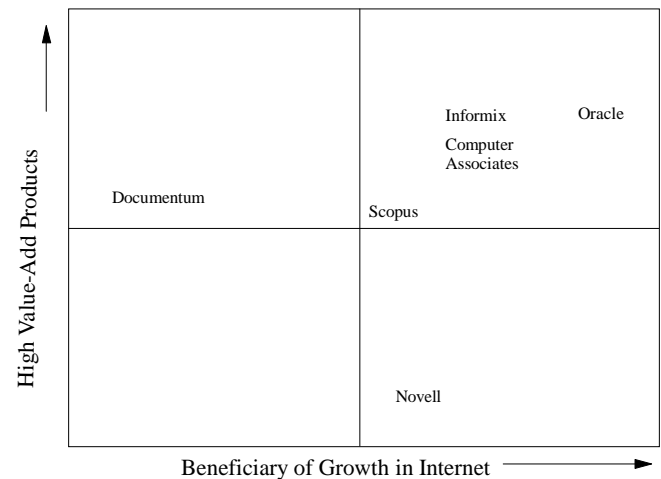 High Value-Add Products
Informix
Oracle
Computer
Associates
Documentum
Scopus
Novell
Beneficiary of Growth in Internet